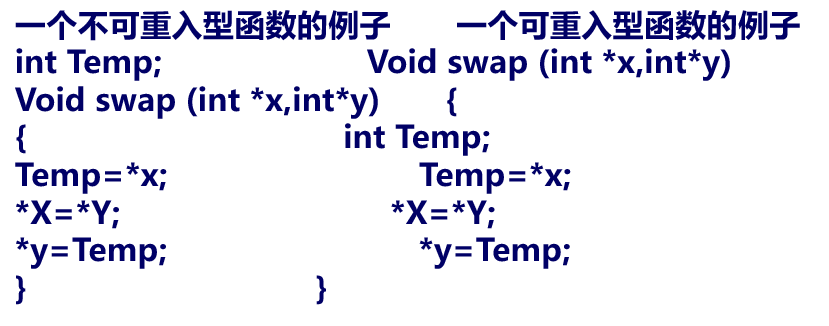 一个不可重入型函数的例子 一个可重入型函数的例子
int Temp; Void swap (int *x,int*y)
Void swap (int *x,int*y) {
{ int Temp;
Temp=*x; Temp=*x;
*X=*Y; *X=*Y;
*y=Temp; *y=Temp;
} }